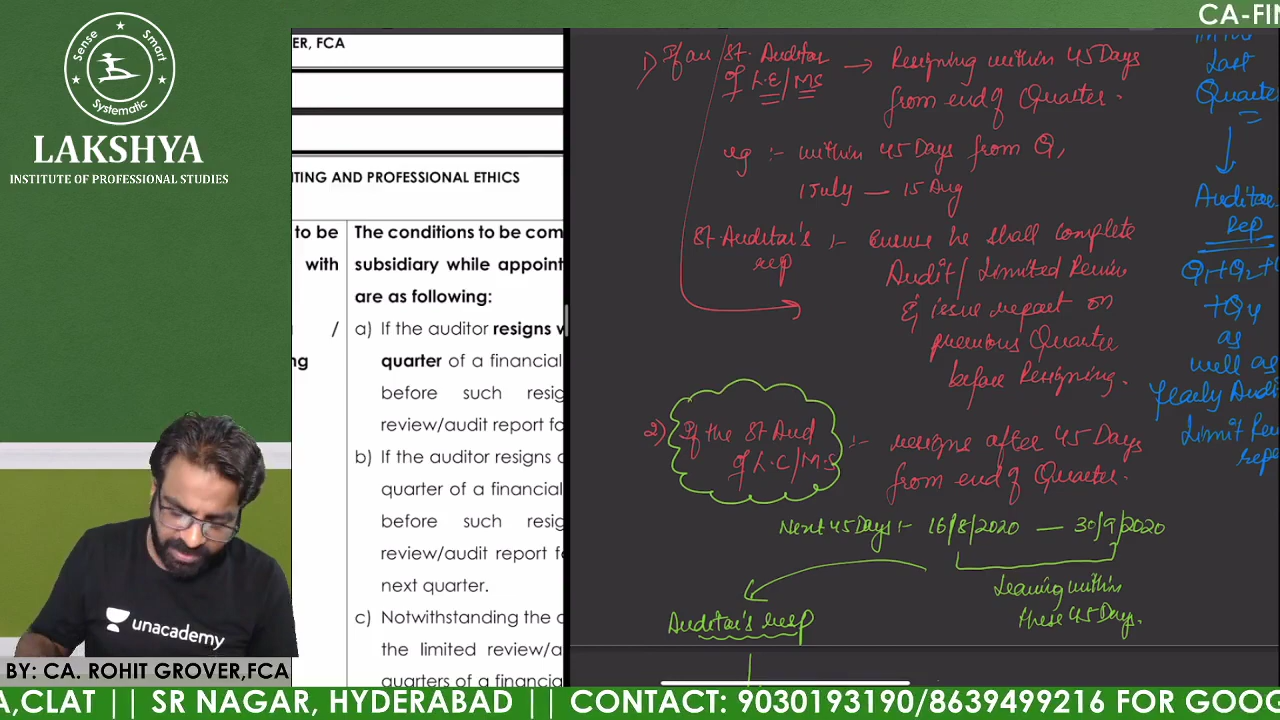 CA-FIN
Sense
Smart
Systematic
LAKSHYA
INSTITUTE OF PROFESSIONAL STUDIES
ER, FCA
TING AND PROFESSIONAL ETHICS
to be
with
/
ng
The conditions to be com
subsidiary while appoint
are as following:
a) If the auditor resigns w
quarter of a financial
before such resig
review/audit report fo
b) If the auditor resigns a
quarter of a financial
before such resig
review/audit report fo
next quarter.
c) Notwithstanding the a
the limited review/a
quarters of a financial
1) If an St. Auditor
of L.E/MS → Resigning within 45 Days
from end of Quarter.
eg :- within 45 Days from Q1
1 July — 15 Aug
St. Auditor's :- ensure he shall complete
resp
Audit/Limited Review
& issue report on
previous Quarter
before Resigning.
2) If the St Aud
of L.C/M.S :- resigns after 45 Days
from end of Quarter.
Next 45 Days :- 16/8/2020 — 30/9/2020
Leaving within
these 45 Days.
Auditor's resp
Last
Quarter
Auditor
Rep
Q1+Q2+
+Q4
as
well as
Yearly Audi
Limit Rev
repo
unacademy
BY: CA. ROHIT GROVER,FCA
A,CLAT || SR NAGAR, HYDERABAD || CONTACT: 9030193190/8639499216 FOR GOOG